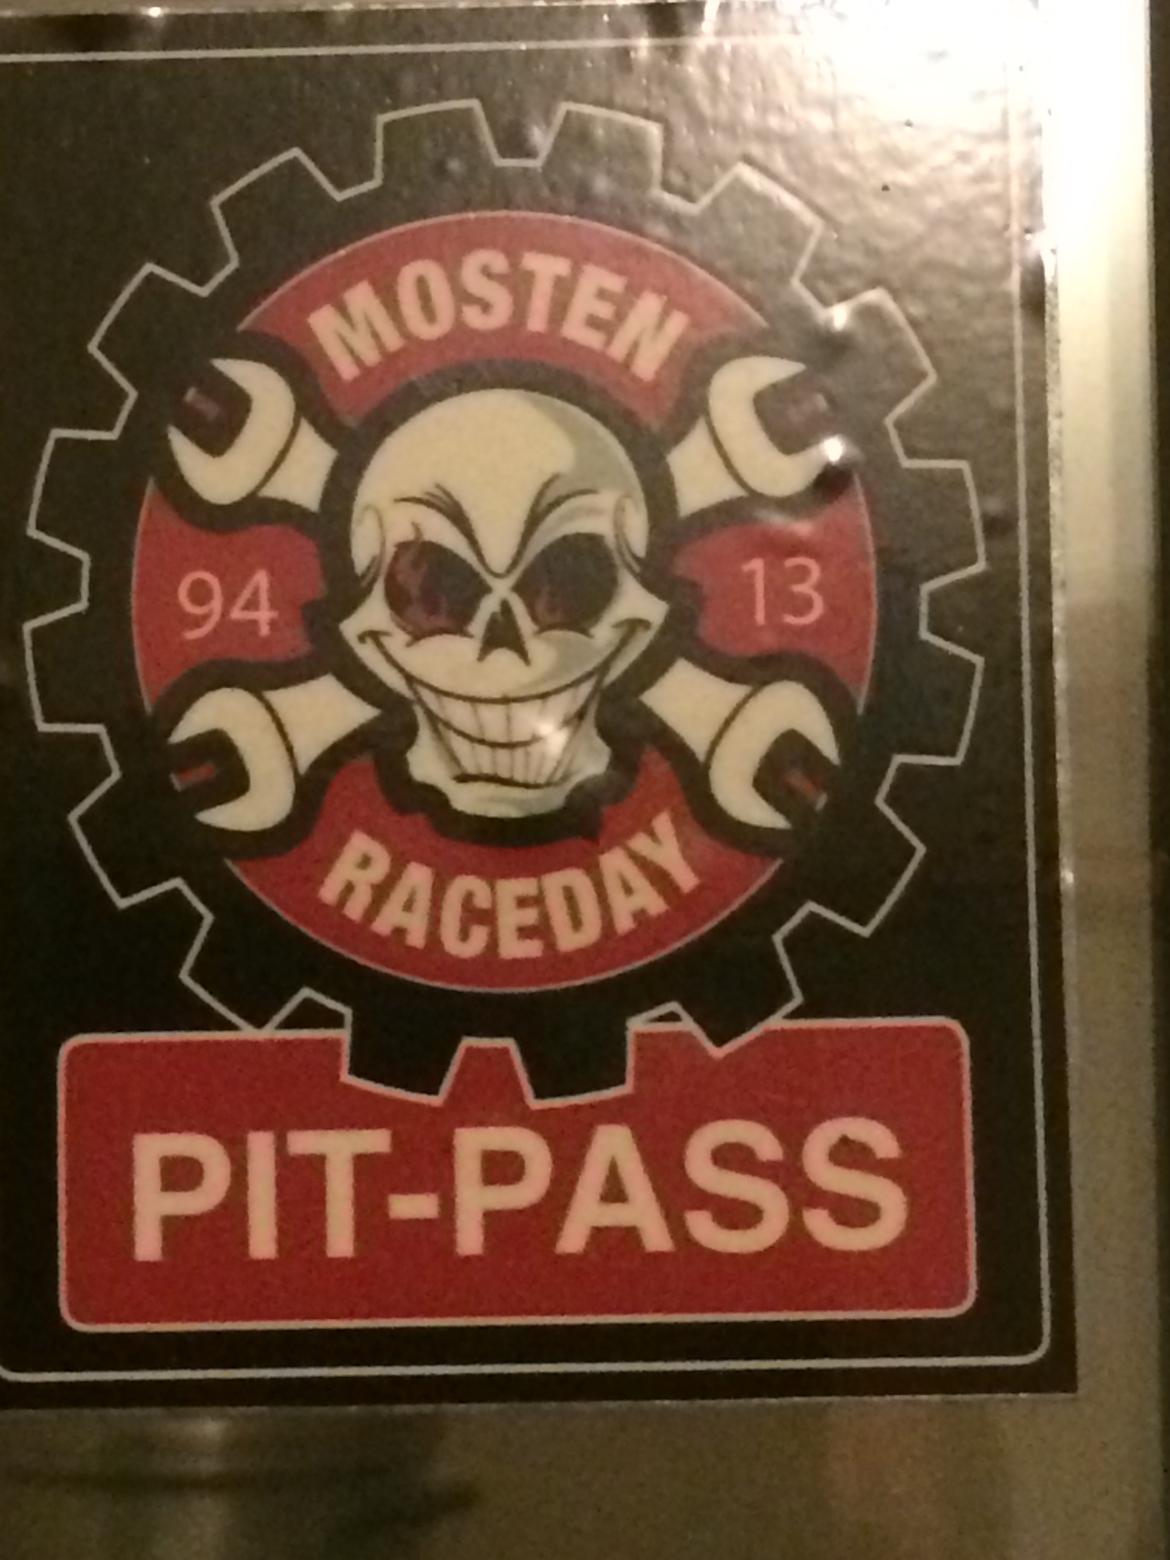 MOSTEN
94 13
RACEDAY
PIT-PASS